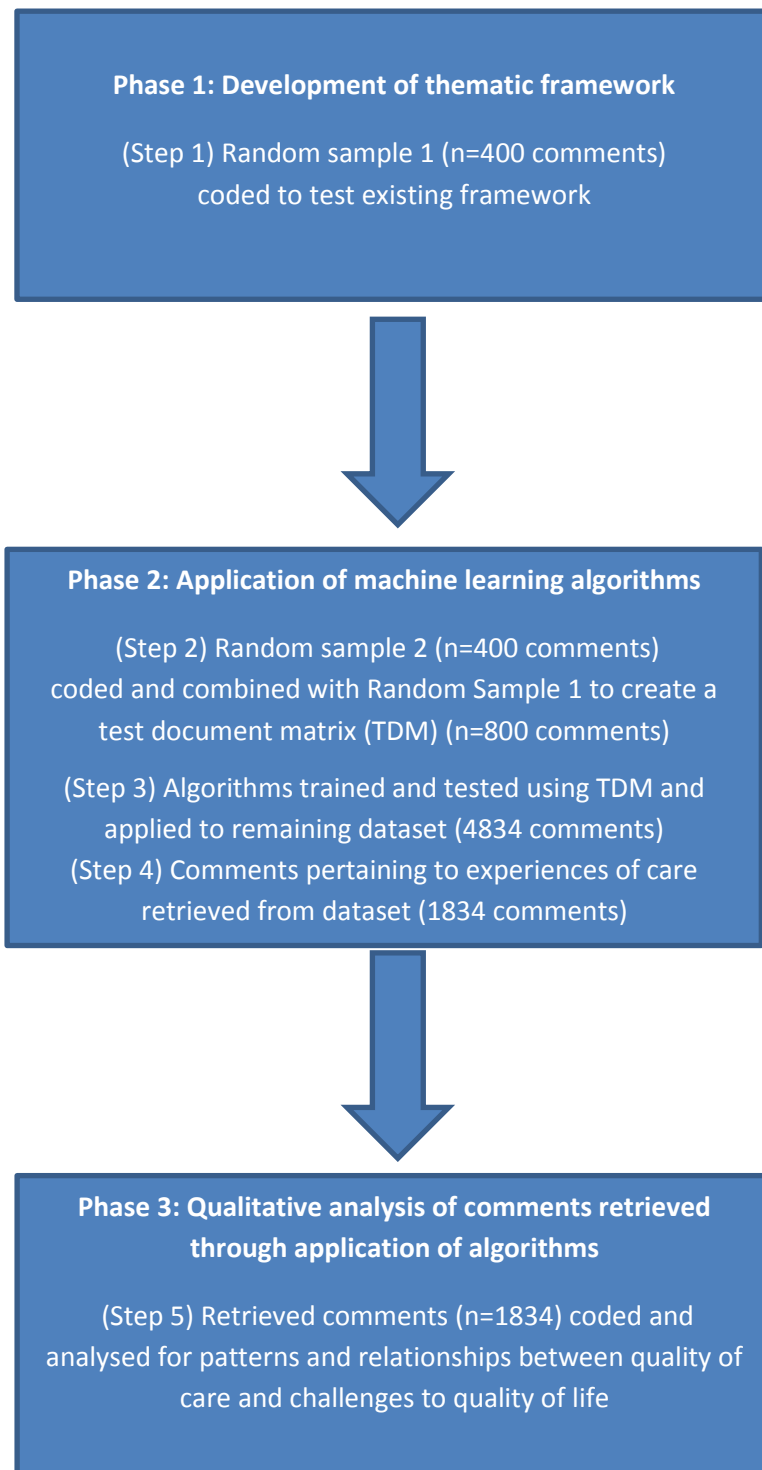 Phase 1: Development of thematic framework
(Step 1) Random sample 1 (n=400 comments)
coded to test existing framework
Phase 2: Application of machine learning algorithms
(Step 2) Random sample 2 (n=400 comments)
coded and combined with Random Sample 1 to create a
test document matrix (TDM) (n=800 comments)
(Step 3) Algorithms trained and tested using TDM and
applied to remaining dataset (4834 comments)
(Step 4) Comments pertaining to experiences of care
retrieved from dataset (1834 comments)
Phase 3: Qualitative analysis of comments retrieved
through application of algorithms
(Step 5) Retrieved comments (n=1834) coded and
analysed for patterns and relationships between quality of
care and challenges to quality of life